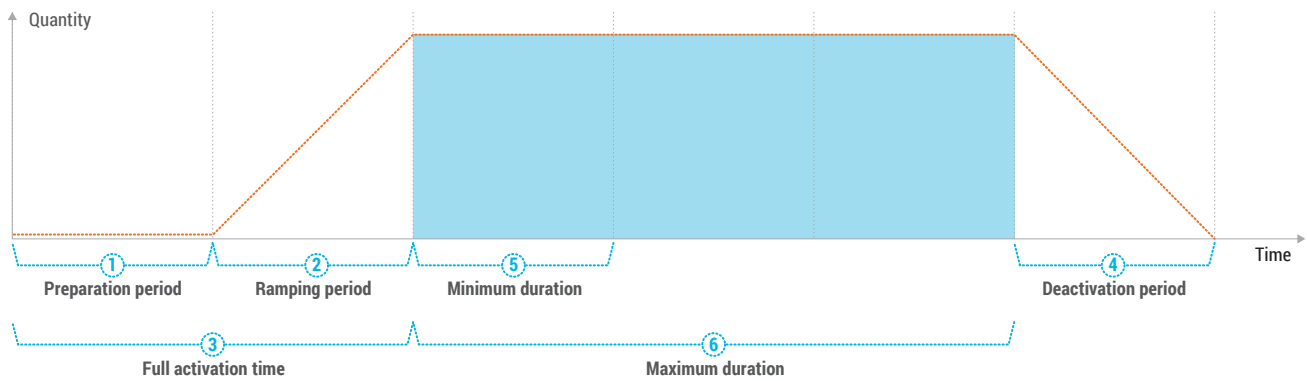 Quantity
Time
1
2
5
4
Preparation period
Ramping period
Minimum duration
Deactivation period
3
6
Full activation time
Maximum duration